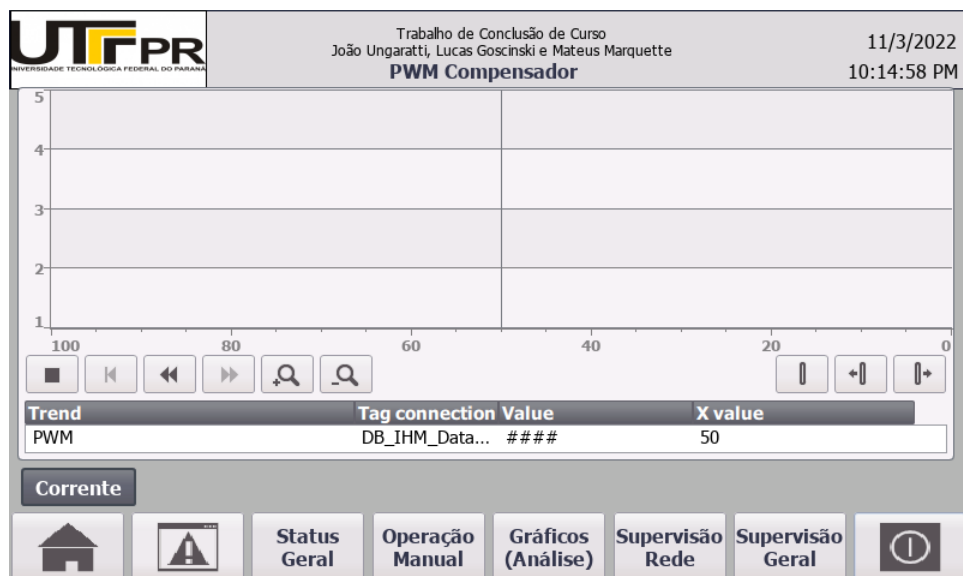 UTFPR
UNIVERSIDADE TECNOLÓGICA FEDERAL DO PARANÁ
Trabalho de Conclusão de Curso
João Ungaratti, Lucas Goscinski e Mateus Marquette
PWM Compensador
11/3/2022
10:14:58 PM
5
4
3
2
1
100 80 60 40 20 0
+ -
Trend Tag connection Value X value
PWM DB_IHM_Data... #### 50
Corrente
Status Geral
Operação Manual
Gráficos (Análise)
Supervisão Rede
Supervisão Geral